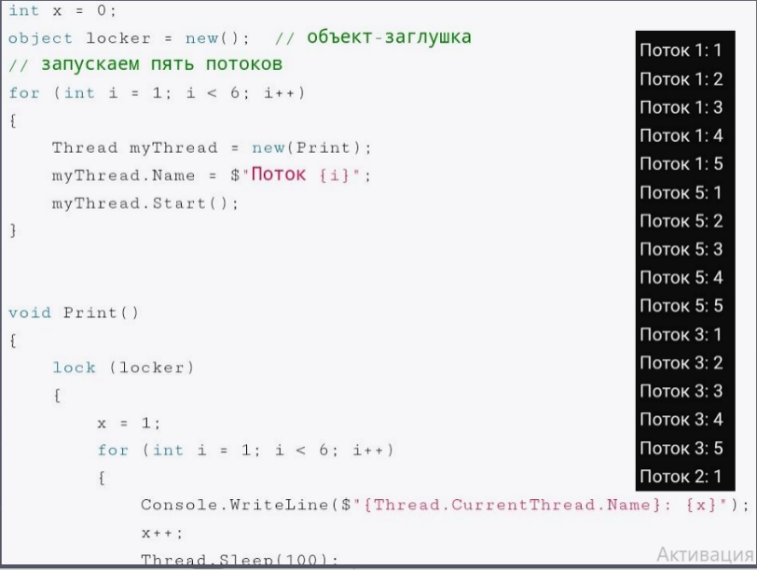 int x = 0;
object locker = new();  // объект-заглушка
// запускаем пять потоков
for (int i = 1; i < 6; i++)
{
    Thread myThread = new(Print);
    myThread.Name = $"Поток {i}";
    myThread.Start();
}
void Print()
{
    lock (locker)
    {
        x = 1;
        for (int i = 1; i < 6; i++)
        {
            Console.WriteLine($"{Thread.CurrentThread.Name}: {x}");
            x++;
            Thread.Sleep(100);
Поток 1: 1
Поток 1: 2
Поток 1: 3
Поток 1: 4
Поток 1: 5
Поток 5: 1
Поток 5: 2
Поток 5: 3
Поток 5: 4
Поток 5: 5
Поток 3: 1
Поток 3: 2
Поток 3: 3
Поток 3: 4
Поток 3: 5
Поток 2: 1
Активация